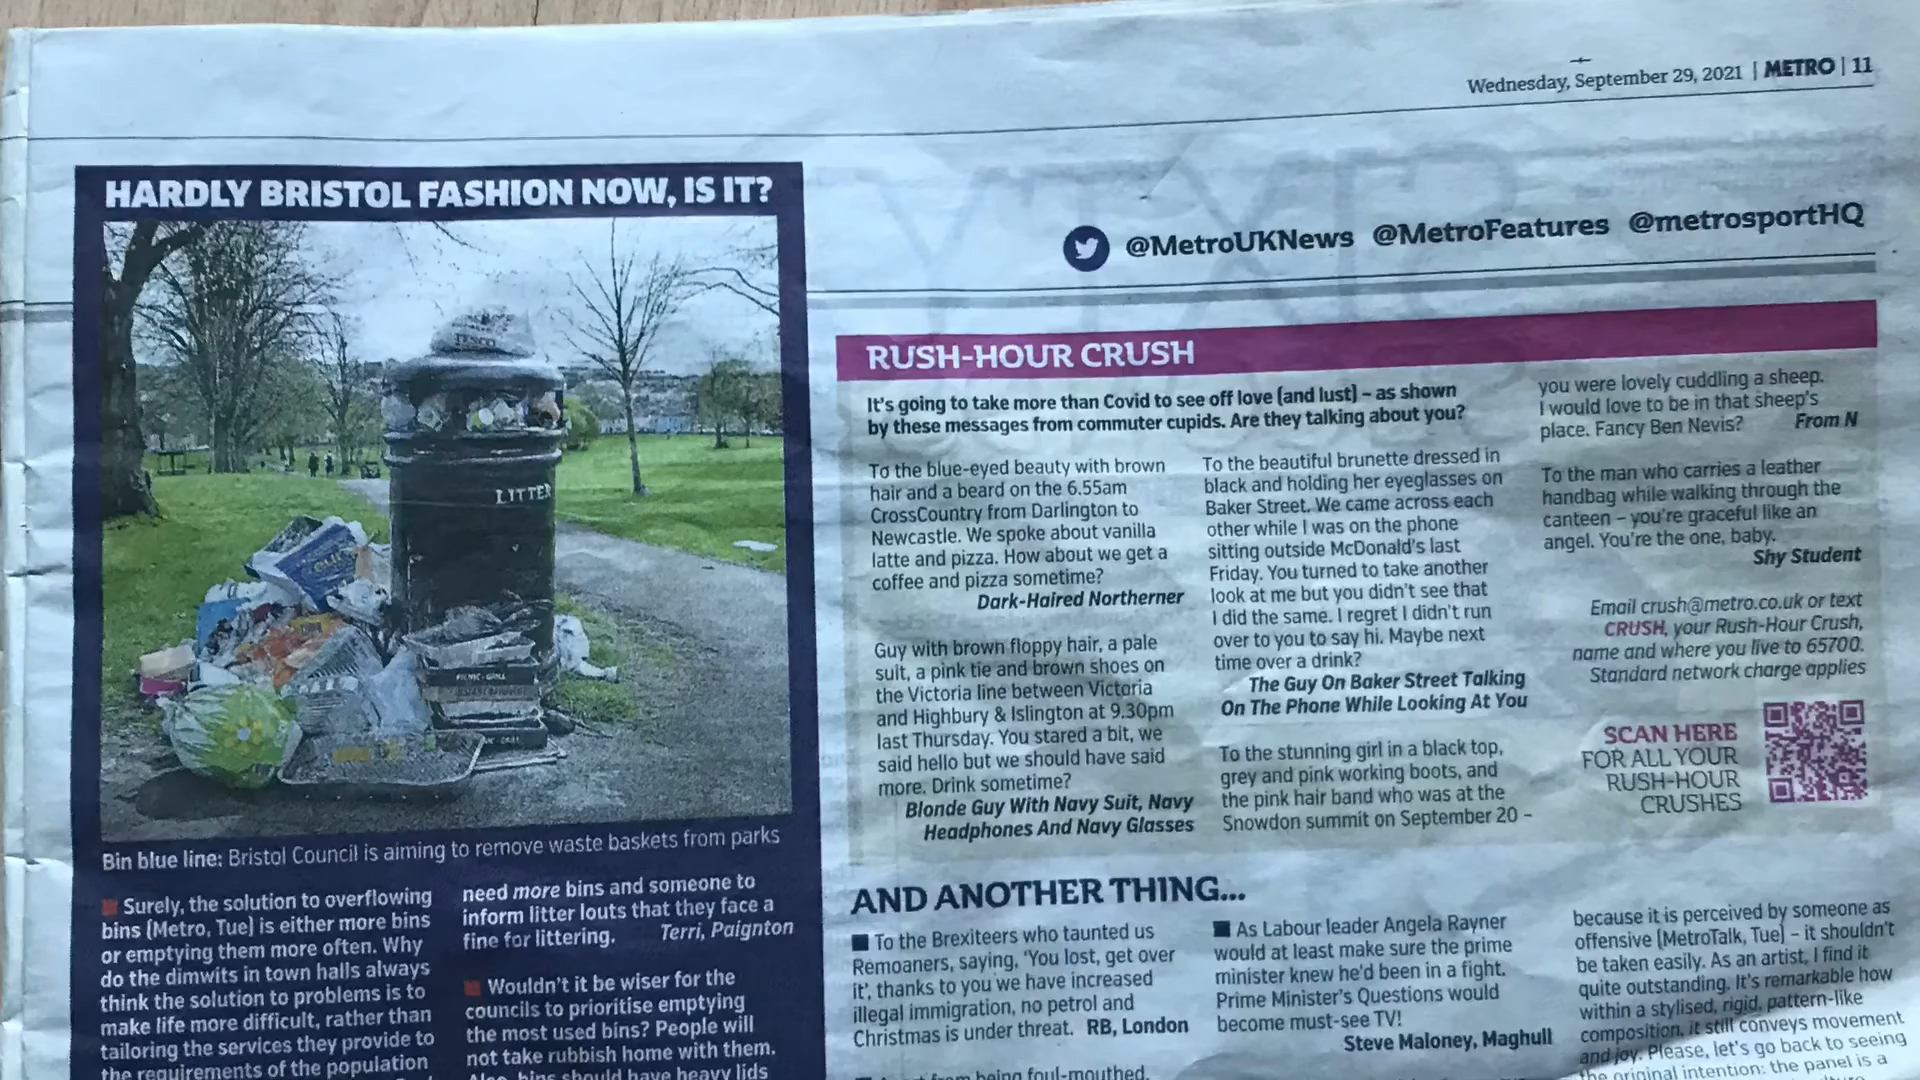 Wednesday, September 29, 2021 | METRO | 11
HARDLY BRISTOL FASHION NOW, IS IT?
TESCO
LITTER
Bin blue line: Bristol Council is aiming to remove waste baskets from parks
■ Surely, the solution to overflowing
bins (Metro, Tue) is either more bins
or emptying them more often. Why
do the dimwits in town halls always
think the solution to problems is to
make life more difficult, rather than
tailoring the services they provide to
the requirements of the population
need more bins and someone to
inform litter louts that they face a
fine for littering. Terri, Paignton
■ Wouldn't it be wiser for the
councils to prioritise emptying
the most used bins? People will
not take rubbish home with them.
bins should have heavy lids
@MetroUKNews @MetroFeatures @metrosportHQ
RUSH-HOUR CRUSH
It's going to take more than Covid to see off love (and lust) – as shown
by these messages from commuter cupids. Are they talking about you?
To the blue-eyed beauty with brown
hair and a beard on the 6.55am
CrossCountry from Darlington to
Newcastle. We spoke about vanilla
latte and pizza. How about we get a
coffee and pizza sometime?
Dark-Haired Northerner
Guy with brown floppy hair, a pale
suit, a pink tie and brown shoes on
the Victoria line between Victoria
and Highbury & Islington at 9.30pm
last Thursday. You stared a bit, we
said hello but we should have said
more. Drink sometime?
Blonde Guy With Navy Suit, Navy
Headphones And Navy Glasses
To the beautiful brunette dressed in
black and holding her eyeglasses on
Baker Street. We came across each
other while I was on the phone
sitting outside McDonald's last
Friday. You turned to take another
look at me but you didn't see that
I did the same. I regret I didn't run
over to you to say hi. Maybe next
time over a drink?
The Guy On Baker Street Talking
On The Phone While Looking At You
To the stunning girl in a black top,
grey and pink working boots, and
the pink hair band who was at the
Snowdon summit on September 20 –
you were lovely cuddling a sheep.
I would love to be in that sheep's
place. Fancy Ben Nevis? From N
To the man who carries a leather
handbag while walking through the
canteen – you're graceful like an
angel. You're the one, baby.
Shy Student
Email crush@metro.co.uk or text
CRUSH, your Rush-Hour Crush,
name and where you live to 65700.
Standard network charge applies
SCAN HERE
FOR ALL YOUR
RUSH-HOUR
CRUSHES
AND ANOTHER THING...
■ To the Brexiteers who taunted us
Remoaners, saying, 'You lost, get over
it', thanks to you we have increased
illegal immigration, no petrol and
Christmas is under threat. RB, London
from being foul-mouthed,
■ As Labour leader Angela Rayner
would at least make sure the prime
minister knew he'd been in a fight.
Prime Minister's Questions would
become must-see TV!
Steve Maloney, Maghull
because it is perceived by someone as
offensive (MetroTalk, Tue) – it shouldn't
be taken easily. As an artist, I find it
quite outstanding. It's remarkable how
within a stylised, rigid, pattern-like
composition, it still conveys movement
and joy. Please, let's go back to seeing
the original intention: the panel is a